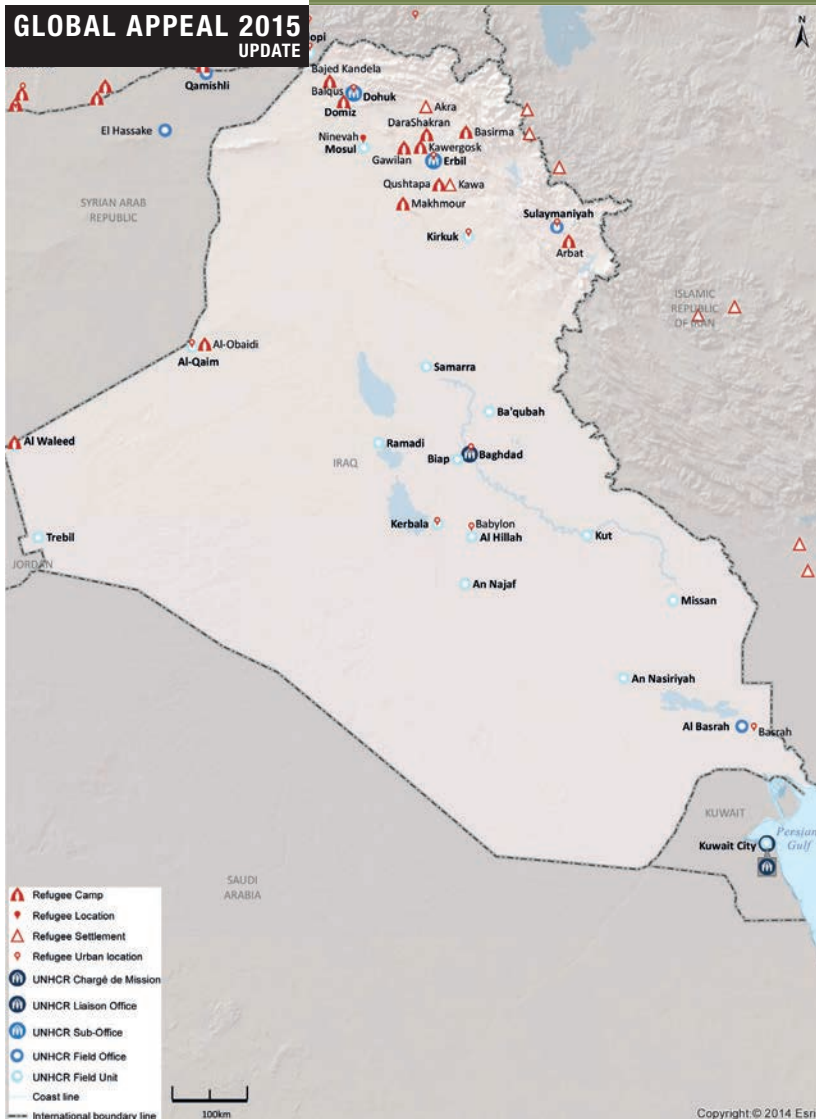 GLOBAL APPEAL 2015
UPDATE
N
opi
Bajed Kandela
Qamishli
Balqus
Dohuk
Domiz
Akra
El Hassake
DaraShakran
Basirma
Ninevah
Mosul
Kawergosk
Gawilan
Erbil
Qushtapa
Kawa
SYRIAN ARAB
REPUBLIC
Makhmour
Sulaymaniyah
Kirkuk
Arbat
ISLAMIC
REPUBLIC
OF IRAN
Al-Obaidi
Al-Qaim
Samarra
Ba'qubah
Al Waleed
Ramadi
IRAQ
Biap
Baghdad
Kerbala
Babylon
Al Hillah
Kut
Trebil
JORDAN
An Najaf
Missan
An Nasiriyah
Al Basrah
Basrah
KUWAIT
Kuwait City
Persian
Gulf
SAUDI
ARABIA
Refugee Camp
Refugee Location
Refugee Settlement
Refugee Urban location
UNHCR Chargé de Mission
UNHCR Liaison Office
UNHCR Sub-Office
UNHCR Field Office
UNHCR Field Unit
Coast line
International boundary line
100km
Copyright:© 2014 Esri